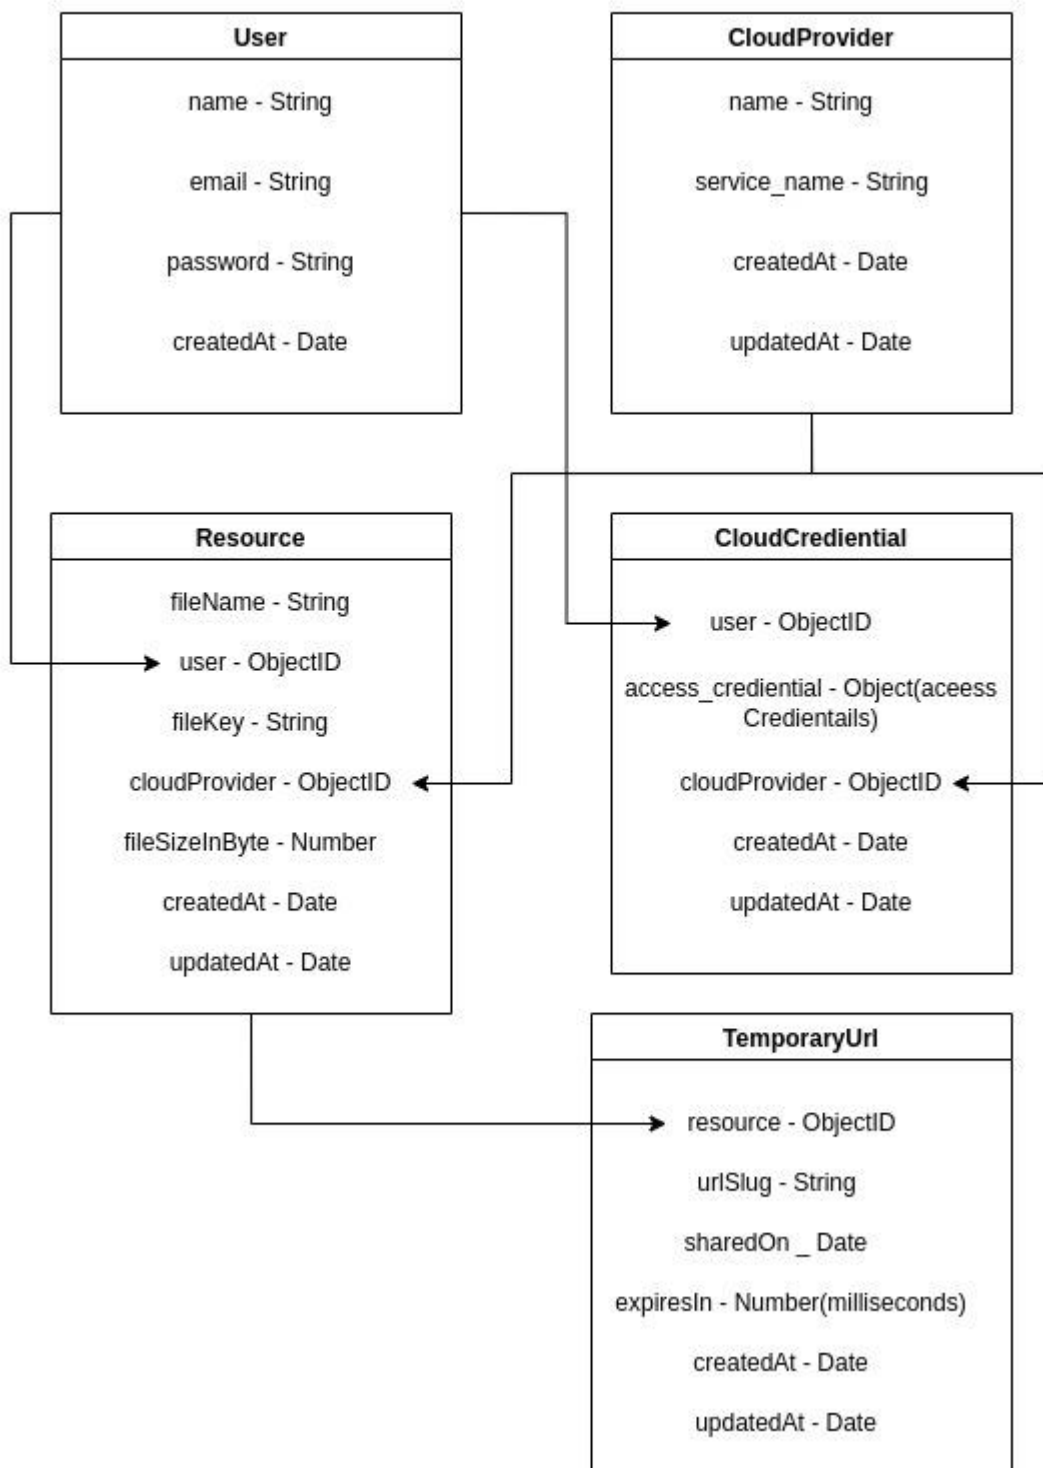 User
name - String
email - String
password - String
createdAt - Date
CloudProvider
name - String
service_name - String
createdAt - Date
updatedAt - Date
Resource
fileName - String
user - ObjectID
fileKey - String
cloudProvider - ObjectID
fileSizeInByte - Number
createdAt - Date
updatedAt - Date
CloudCrediential
user - ObjectID
access_crediential - Object(aceess
Credientails)
cloudProvider - ObjectID
createdAt - Date
updatedAt - Date
TemporaryUrl
resource - ObjectID
urlSlug - String
sharedOn _ Date
expiresIn - Number(milliseconds)
createdAt - Date
updatedAt - Date